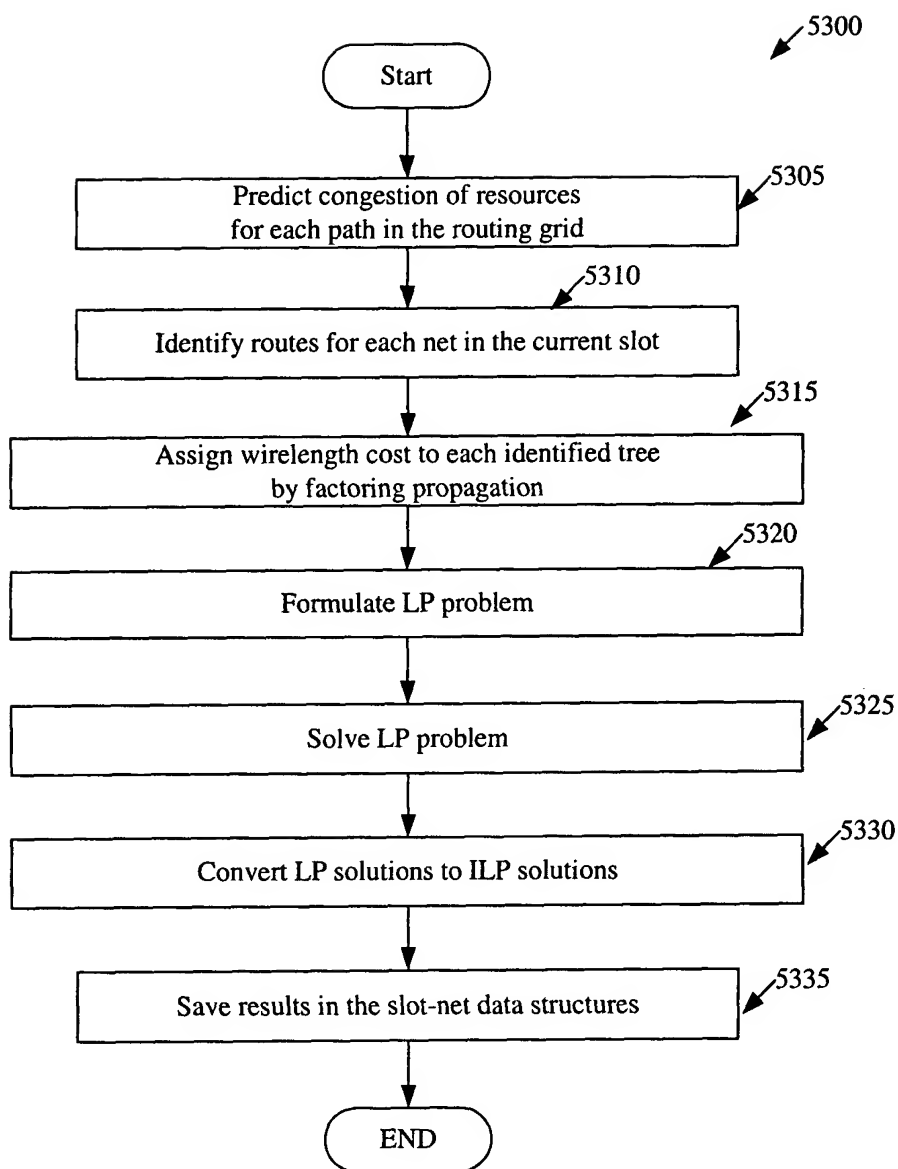 5300
Start
5305
Predict congestion of resources
for each path in the routing grid
5310
Identify routes for each net in the current slot
5315
Assign wirelength cost to each identified tree
by factoring propagation
5320
Formulate LP problem
5325
Solve LP problem
5330
Convert LP solutions to ILP solutions
5335
Save results in the slot-net data structures
END